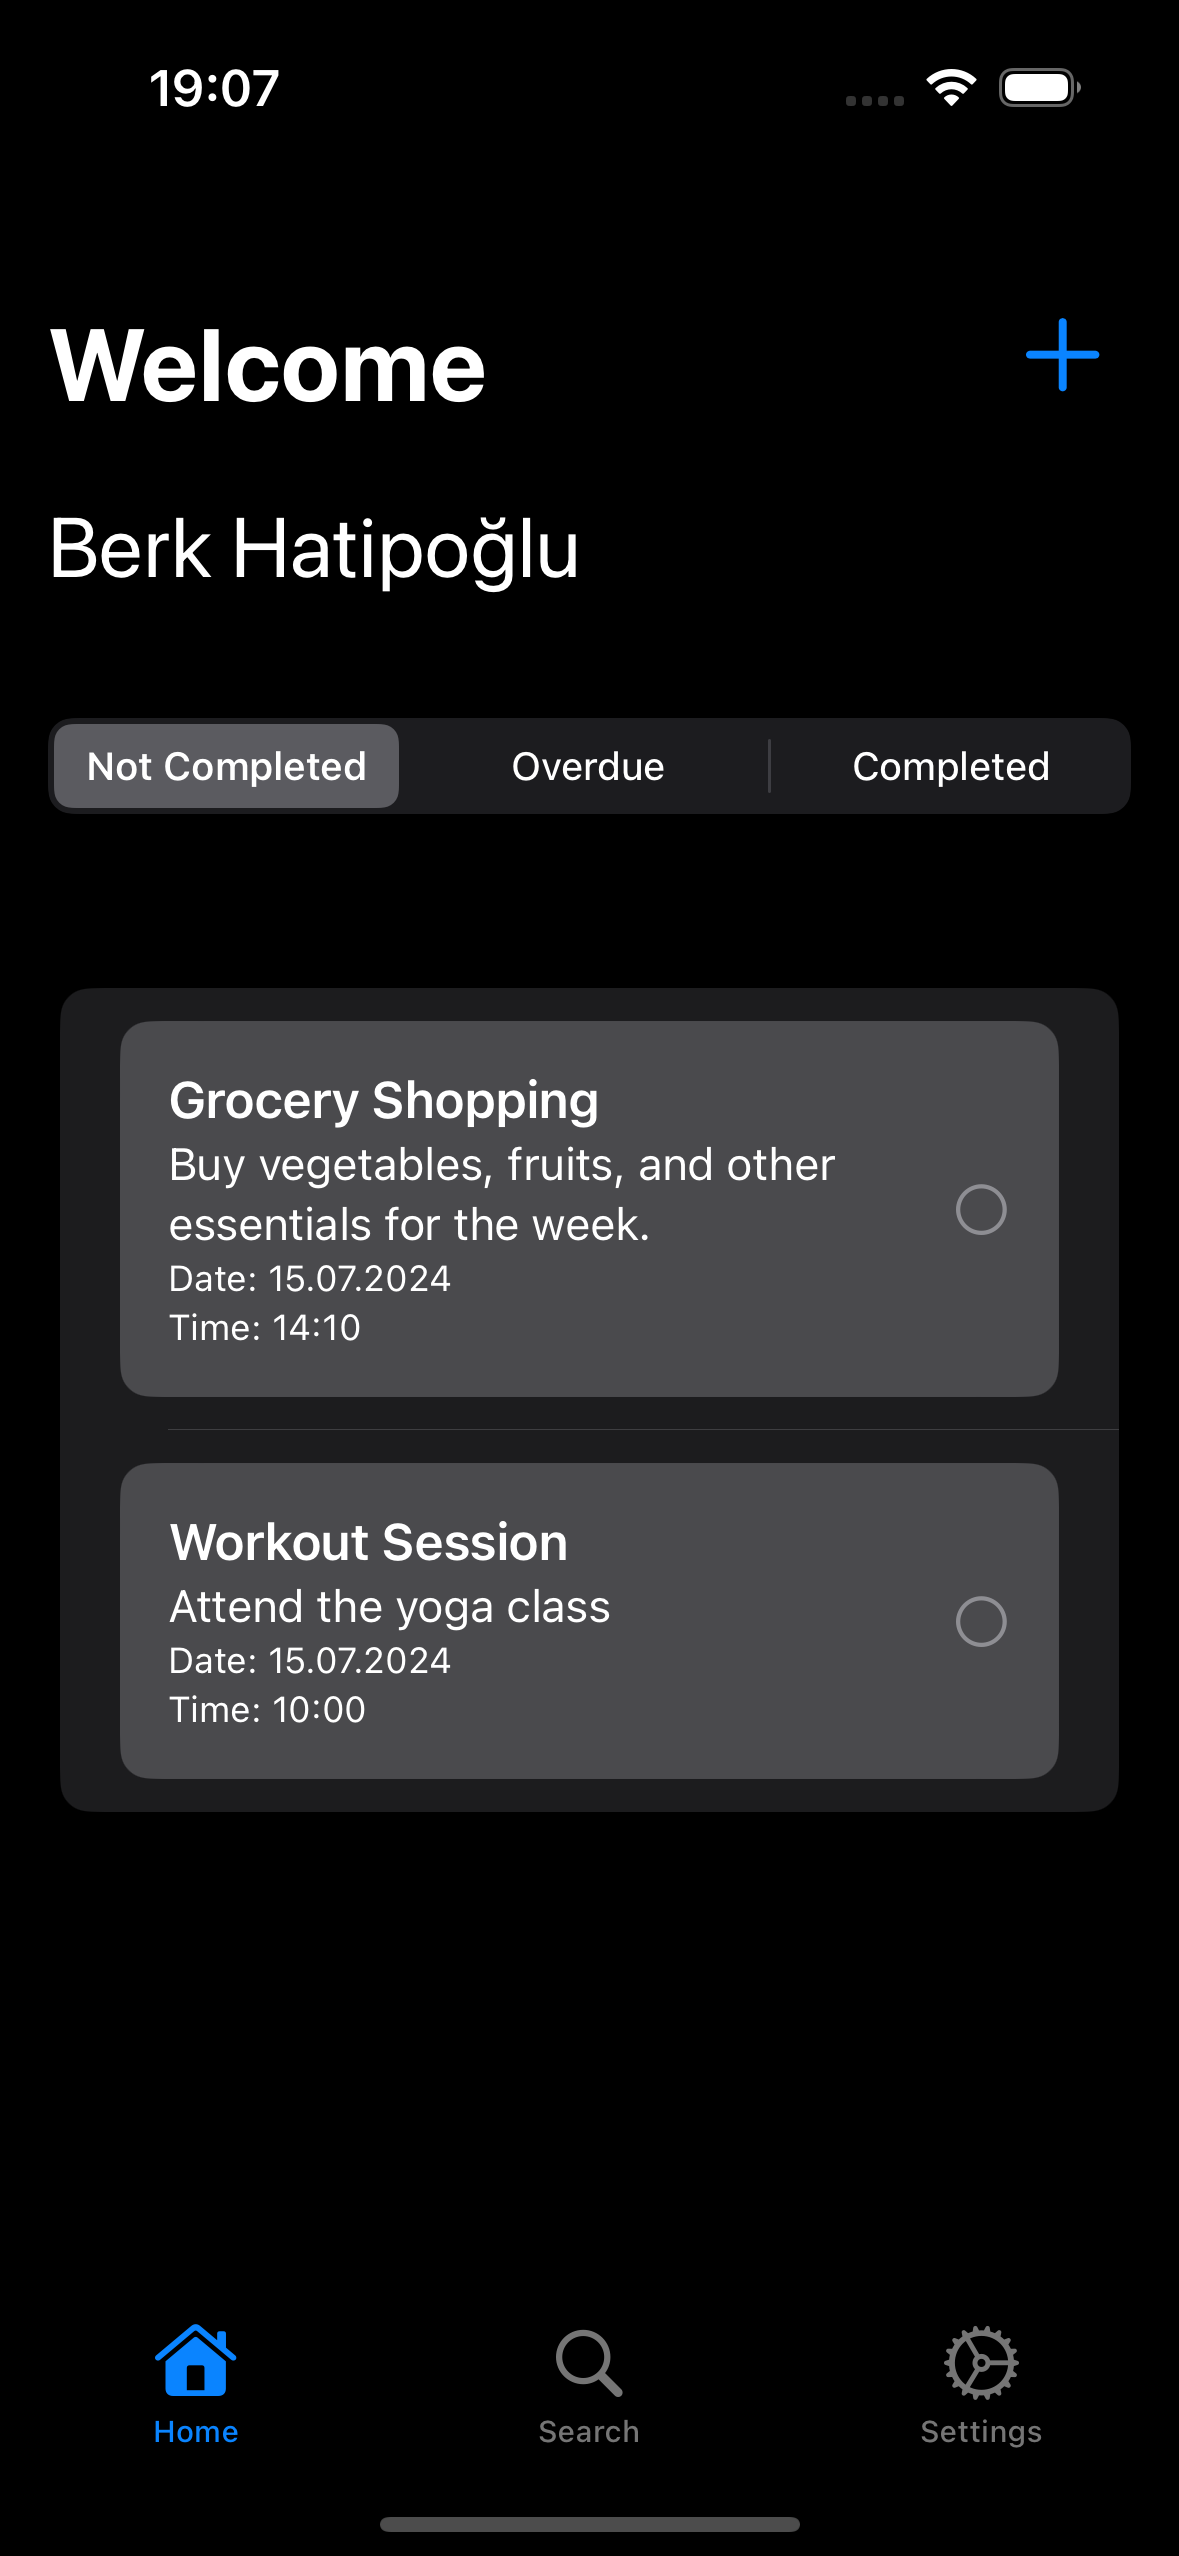 19:07
Welcome
Berk Hatipoğlu
Not Completed
Overdue
Completed
Grocery Shopping
Buy vegetables, fruits, and other
essentials for the week.
Date: 15.07.2024
Time: 14:10
Workout Session
Attend the yoga class
Date: 15.07.2024
Time: 10:00
Home
Search
Settings